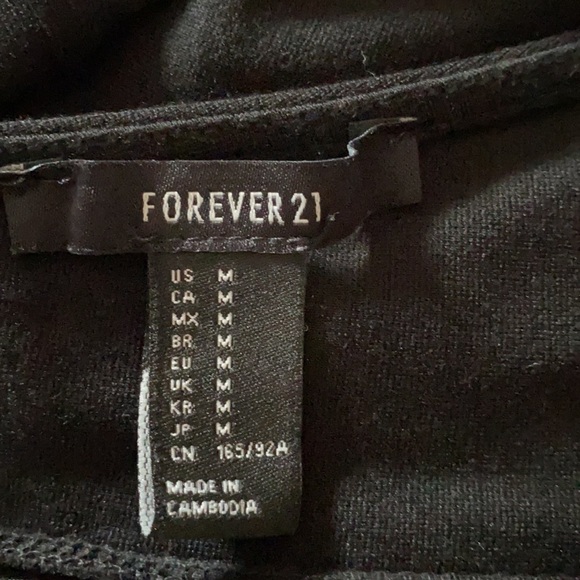 FOREVER 21
US M
CA M
MX M
BR M
EU M
UK M
KR M
JP M
CN 165/92A
MADE IN
CAMBODIA